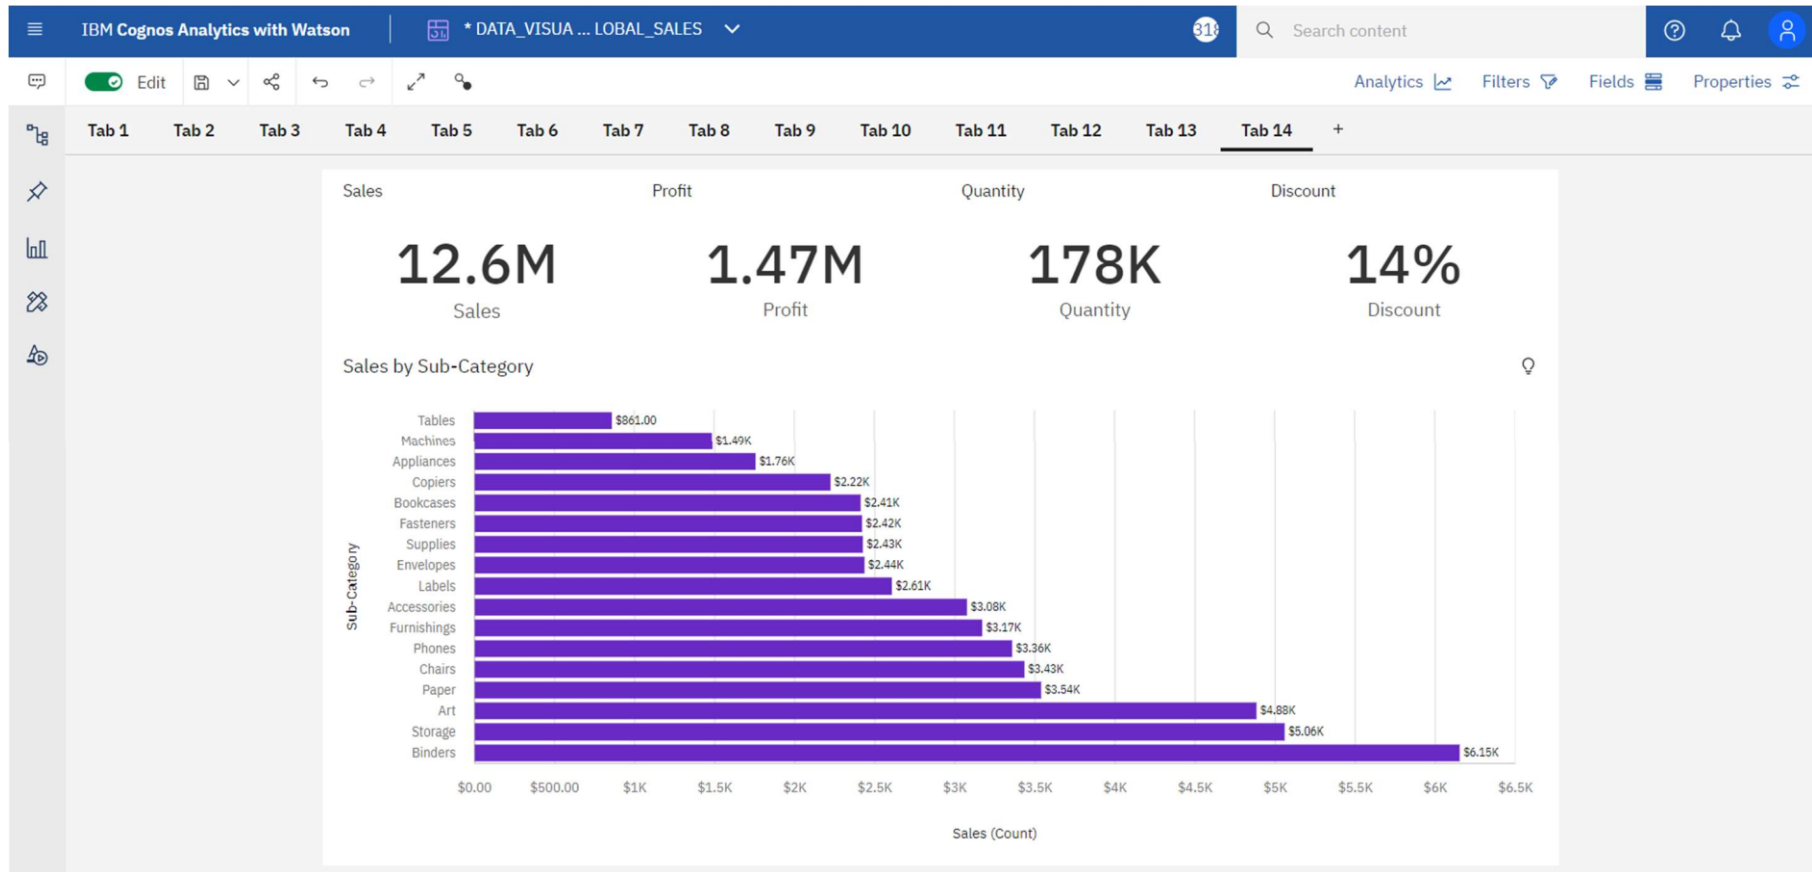 IBM Cognos Analytics with Watson
* DATA_VISUA ... LOBAL_SALES
Search content
Edit
Analytics
Filters
Fields
Properties
Tab 1 Tab 2 Tab 3 Tab 4 Tab 5 Tab 6 Tab 7 Tab 8 Tab 9 Tab 10 Tab 11 Tab 12 Tab 13 Tab 14 +
Sales Profit Quantity Discount
12.6M 1.47M 178K 14%
Sales Profit Quantity Discount
Sales by Sub-Category
Sub-Category
Tables $861.00
Machines $1.49K
Appliances $1.76K
Copiers $2.22K
Bookcases $2.41K
Fasteners $2.42K
Supplies $2.43K
Envelopes $2.44K
Labels $2.61K
Accessories $3.08K
Furnishings $3.17K
Phones $3.36K
Chairs $3.43K
Paper $3.54K
Art $4.88K
Storage $5.06K
Binders $6.15K
$0.00 $500.00 $1K $1.5K $2K $2.5K $3K $3.5K $4K $4.5K $5K $5.5K $6K $6.5K
Sales (Count)